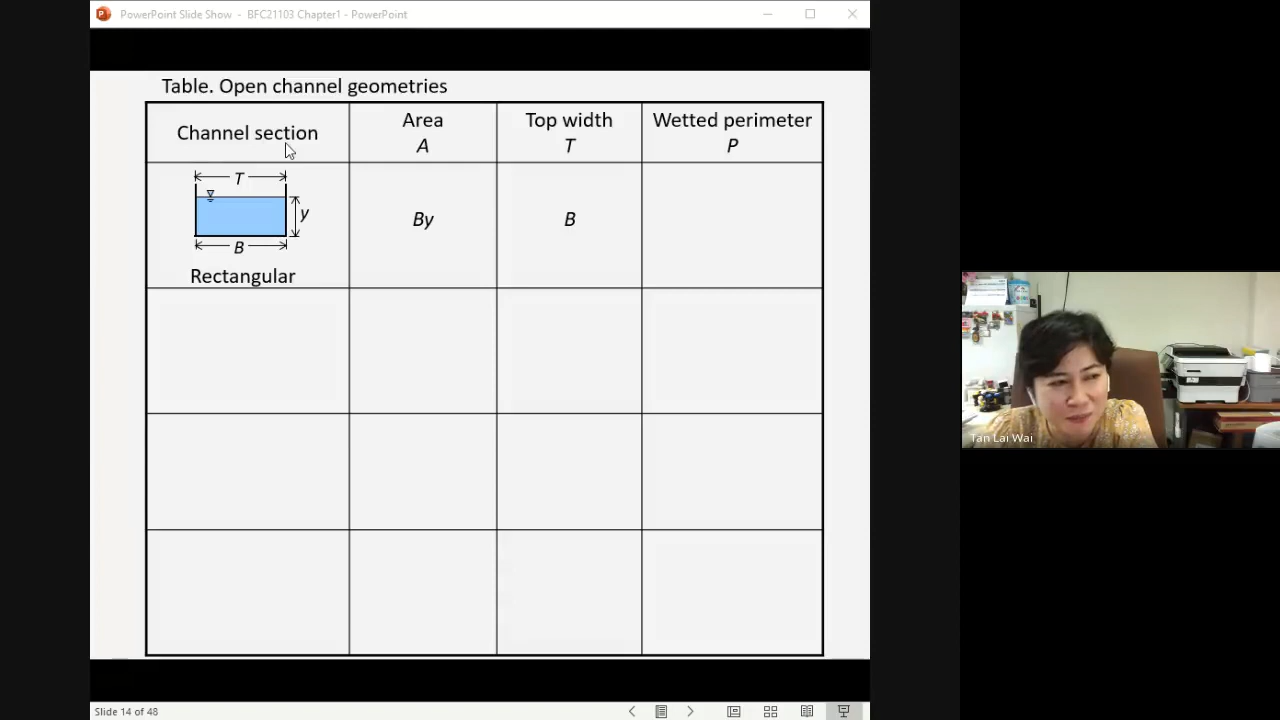 PowerPoint Slide Show - BFC21103 Chapter1 - PowerPoint
Table. Open channel geometries
Channel section
Area
A
Top width
T
Wetted perimeter
P
T
y
B
Rectangular
By
B
Tan Lai Wai
Slide 14 of 48